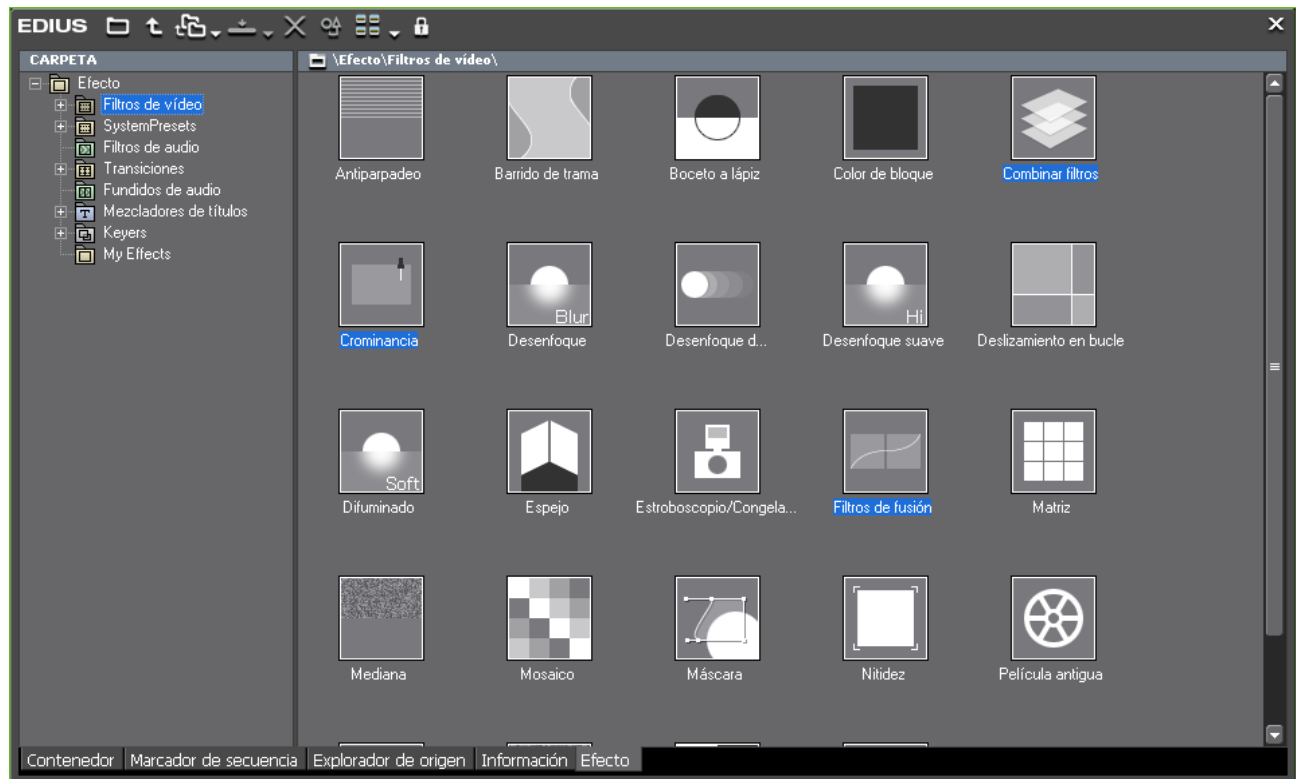 EDIUS
CARPETA
\Efecto\Filtros de vídeo\
Efecto
Filtros de vídeo
SystemPresets
Filtros de audio
Transiciones
Fundidos de audio
Mezcladores de títulos
Keyers
My Effects
Antiparpadeo
Barrido de trama
Boceto a lápiz
Color de bloque
Combinar filtros
Blur
Hi
Crominancia
Desenfoque
Desenfoque d...
Desenfoque suave
Deslizamiento en bucle
Soft
Difuminado
Espejo
Estroboscopio/Congela...
Filtros de fusión
Matriz
Mediana
Mosaico
Máscara
Nitidez
Película antigua
Contenedor
Marcador de secuencia
Explorador de origen
Información
Efecto